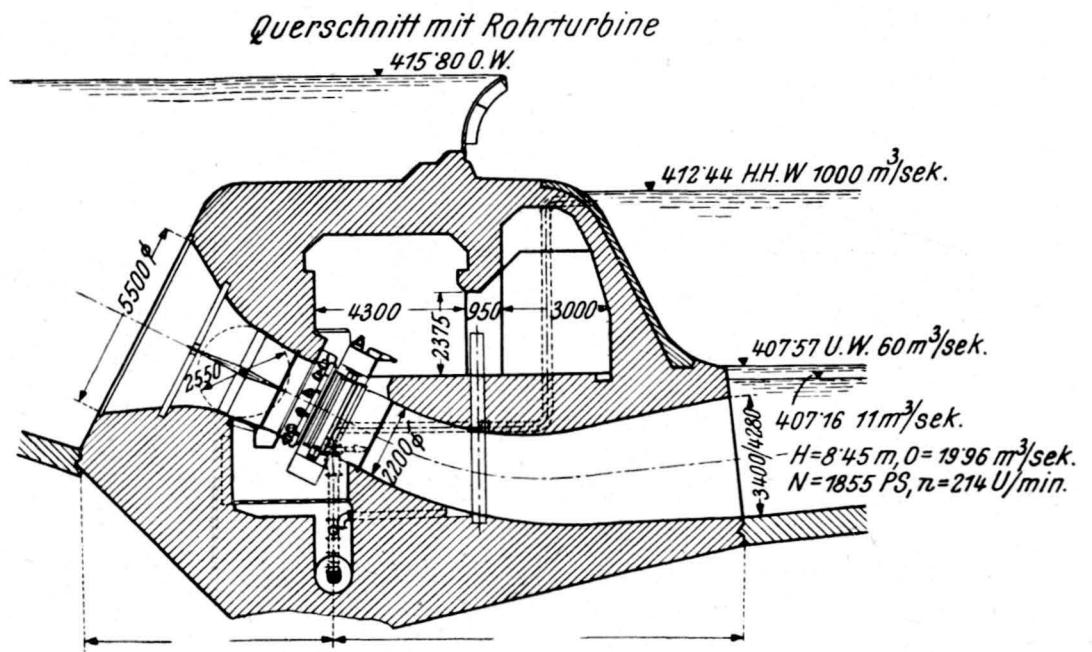 Querschnitt mit Rohrturbine
415·80 O.W.
412·44 H.H.W 1000 m³/sek.
5500 ϕ
4300
950
3000
2375
407·57 U.W. 60 m³/sek.
2550
407·16 11 m³/sek.
2200 ϕ
3400/4280
H=8·45 m, Q=19·96 m³/sek.
N=1855 PS, n=214 U/min.